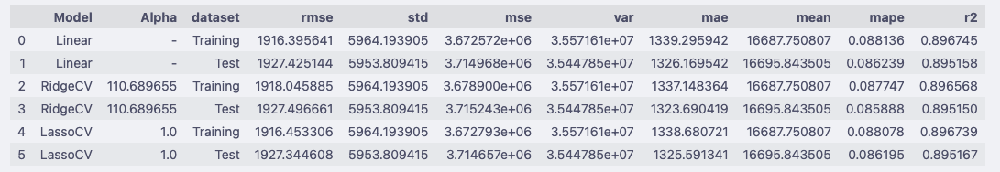 Model Alpha dataset rmse std mse var mae mean mape r2
0 Linear - Training 1916.395641 5964.193905 3.672572e+06 3.557161e+07 1339.295942 16687.750807 0.088136 0.896745
1 Linear - Test 1927.425144 5953.809415 3.714968e+06 3.544785e+07 1326.169542 16695.843505 0.086239 0.895158
2 RidgeCV 110.689655 Training 1918.045885 5964.193905 3.678900e+06 3.557161e+07 1337.148364 16687.750807 0.087747 0.896568
3 RidgeCV 110.689655 Test 1927.496661 5953.809415 3.715243e+06 3.544785e+07 1323.690419 16695.843505 0.085888 0.895150
4 LassoCV 1.0 Training 1916.453306 5964.193905 3.672793e+06 3.557161e+07 1338.680721 16687.750807 0.088078 0.896739
5 LassoCV 1.0 Test 1927.344608 5953.809415 3.714657e+06 3.544785e+07 1325.591341 16695.843505 0.086195 0.895167